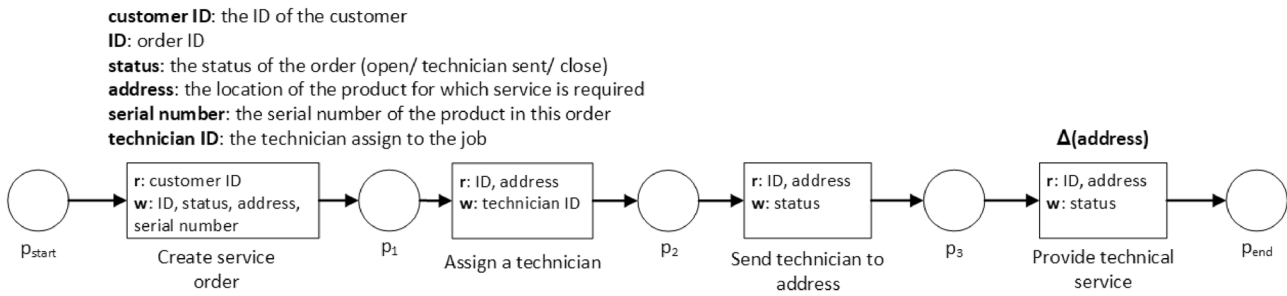 customer ID: the ID of the customer
ID: order ID
status: the status of the order (open/ technician sent/ close)
address: the location of the product for which service is required
serial number: the serial number of the product in this order
technician ID: the technician assign to the job
Δ(address)
r: customer ID
w: ID, status, address,
serial number
r: ID, address
w: technician ID
r: ID, address
w: status
r: ID, address
w: status
pstart
Create service
order
p1
Assign a technician
p2
Send technician to
address
p3
Provide technical
service
pend